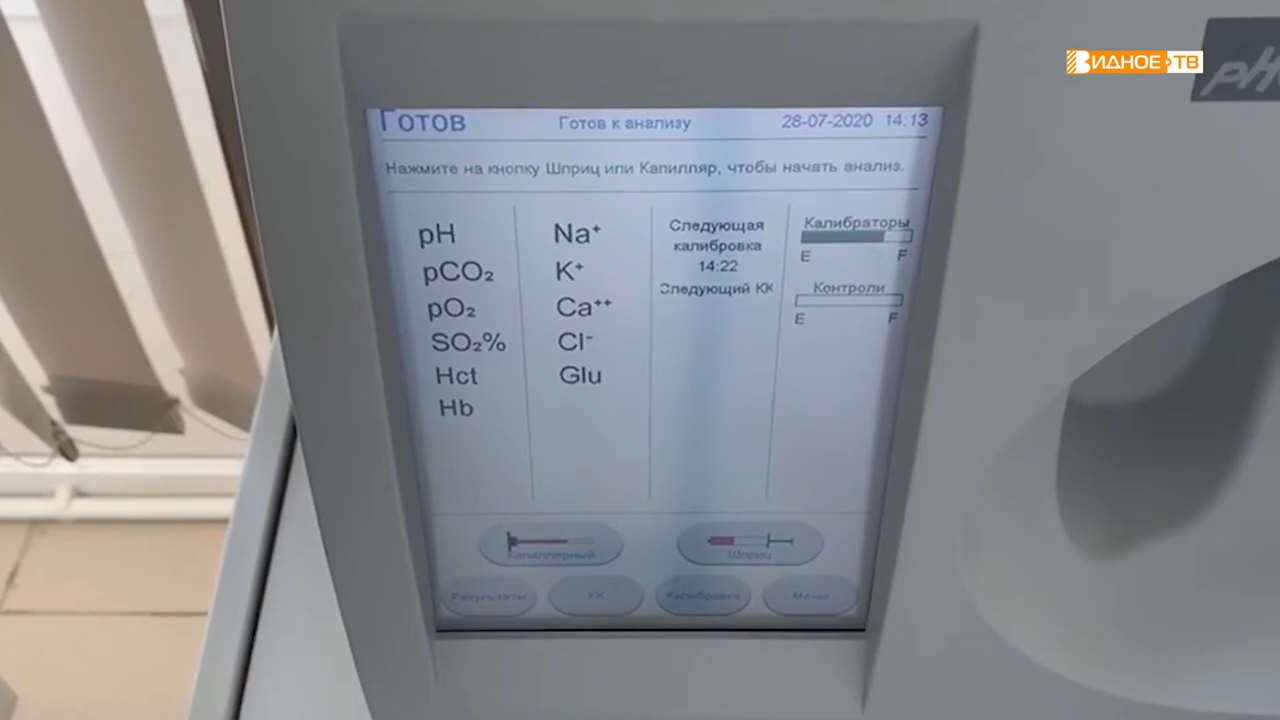 ВИДНОЕ ТВ
pH
Готов Готов к анализу 28-07-2020 14:13
Нажмите на кнопку Шприц или Капилляр, чтобы начать анализ.
pH
pCO₂
pO₂
SO₂%
Hct
Hb
Na⁺
K⁺
Ca⁺⁺
Cl⁻
Glu
Следующая
калибровка
14:22
Следующий КК
Калибраторы
E F
Контроли
E F
Капиллярный
Шприц
Результаты
КК
Калибровка
Меню